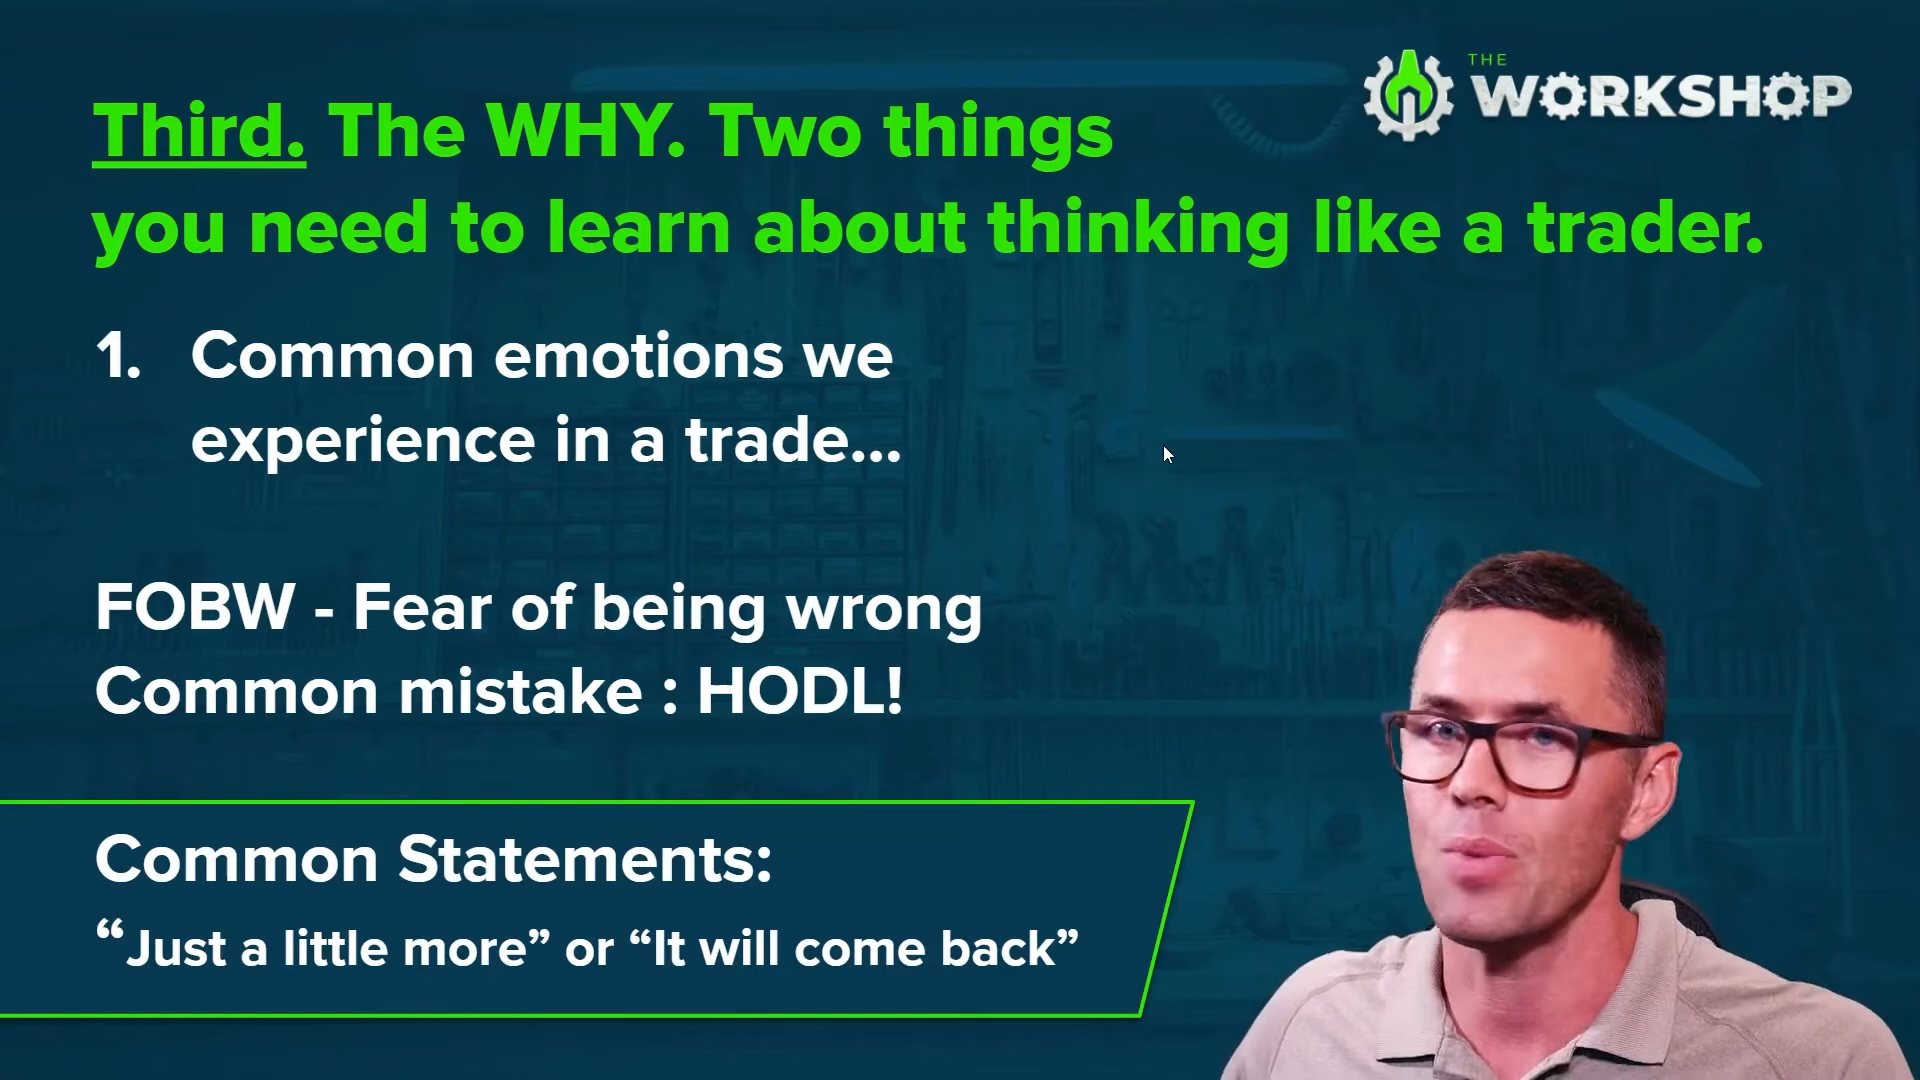 THE
WORKSHOP
Third. The WHY. Two things
you need to learn about thinking like a trader.
1. Common emotions we
experience in a trade...
FOBW - Fear of being wrong
Common mistake : HODL!
Common Statements:
“Just a little more” or “It will come back”